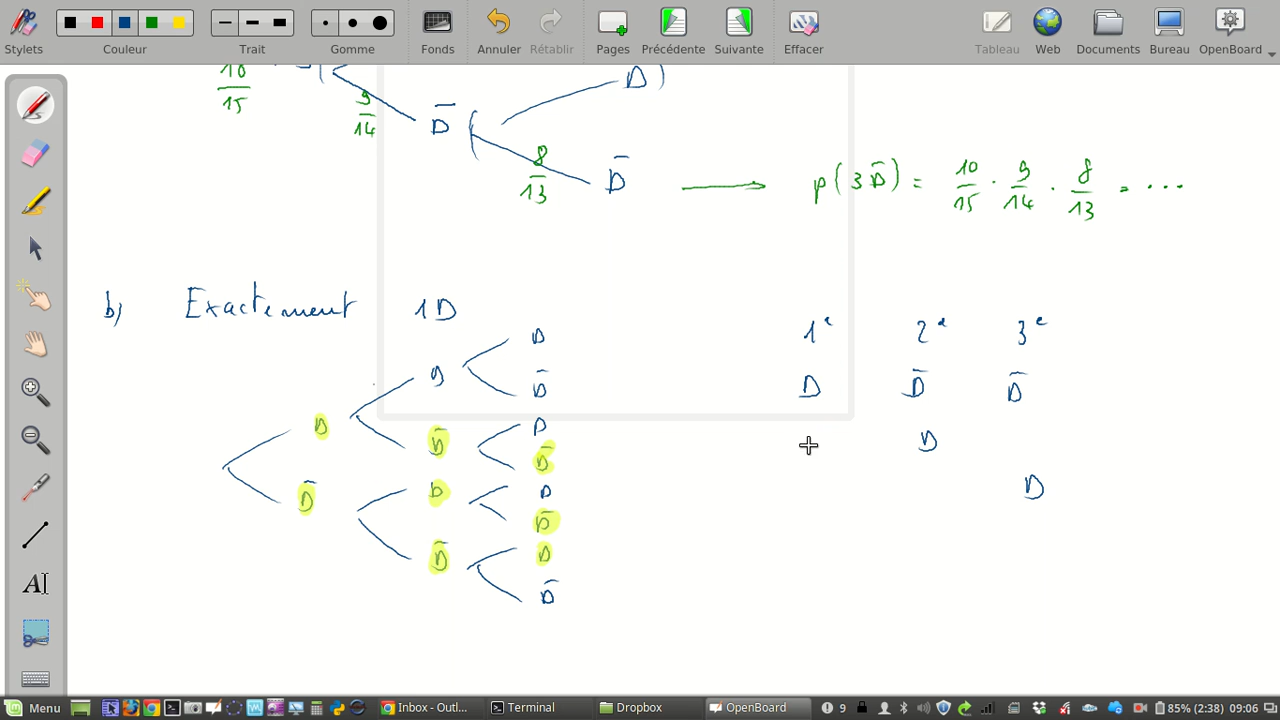 Stylets Couleur Trait Gomme Fonds Annuler Rétablir Pages Précédente Suivante Effacer Tableau Web Documents Bureau OpenBoard
10/15
9/14
D̄
D
8/13
D̄
p(3D̄) = 10/15 · 9/14 · 8/13 = ...
b) Exactement 1D
1e 2e 3e
D
D
D̄
D D̄ D̄
D
D̄
D
D̄
D
D̄
D
D
D̄
D
D̄
D
D̄
D
AI
Menu Inbox - Outl... Terminal Dropbox OpenBoard 9 85% (2:38) 09:06